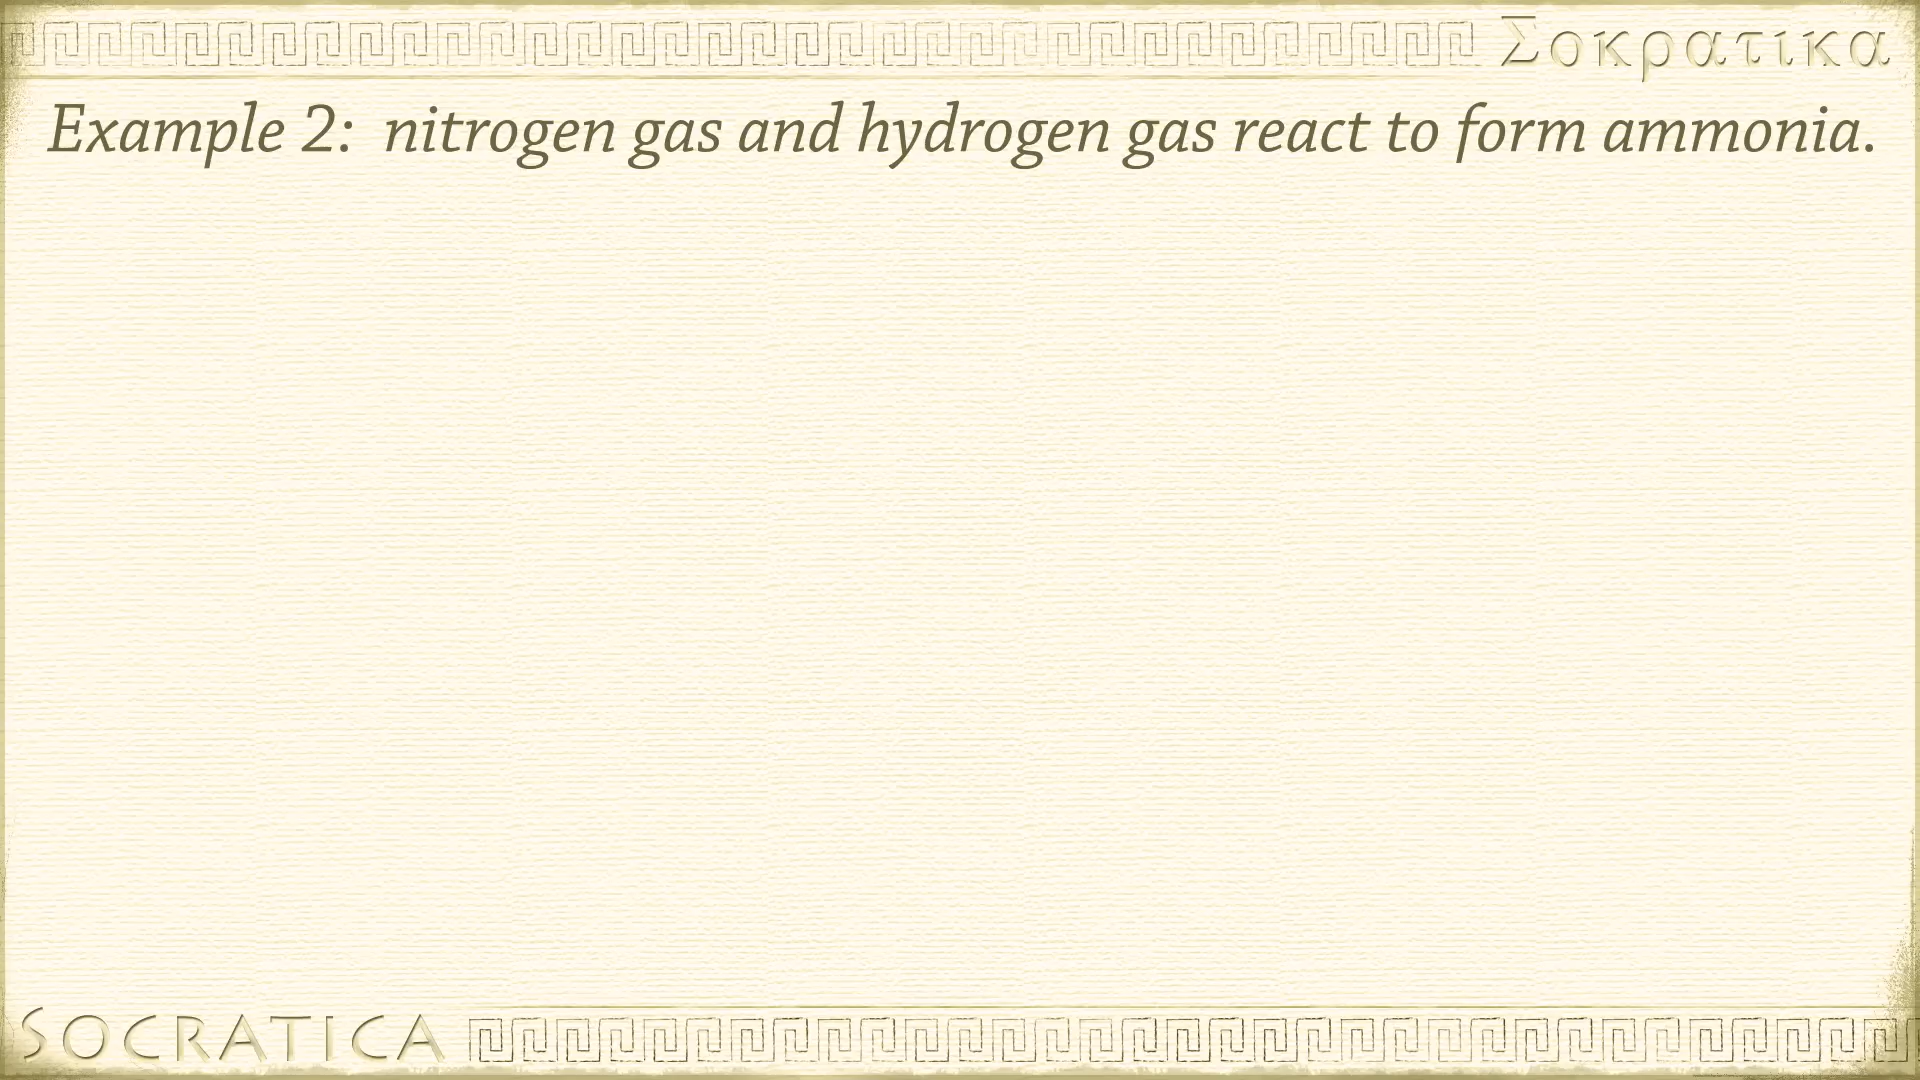 Σοκρατικα
Example 2: nitrogen gas and hydrogen gas react to form ammonia.
SOCRATICA